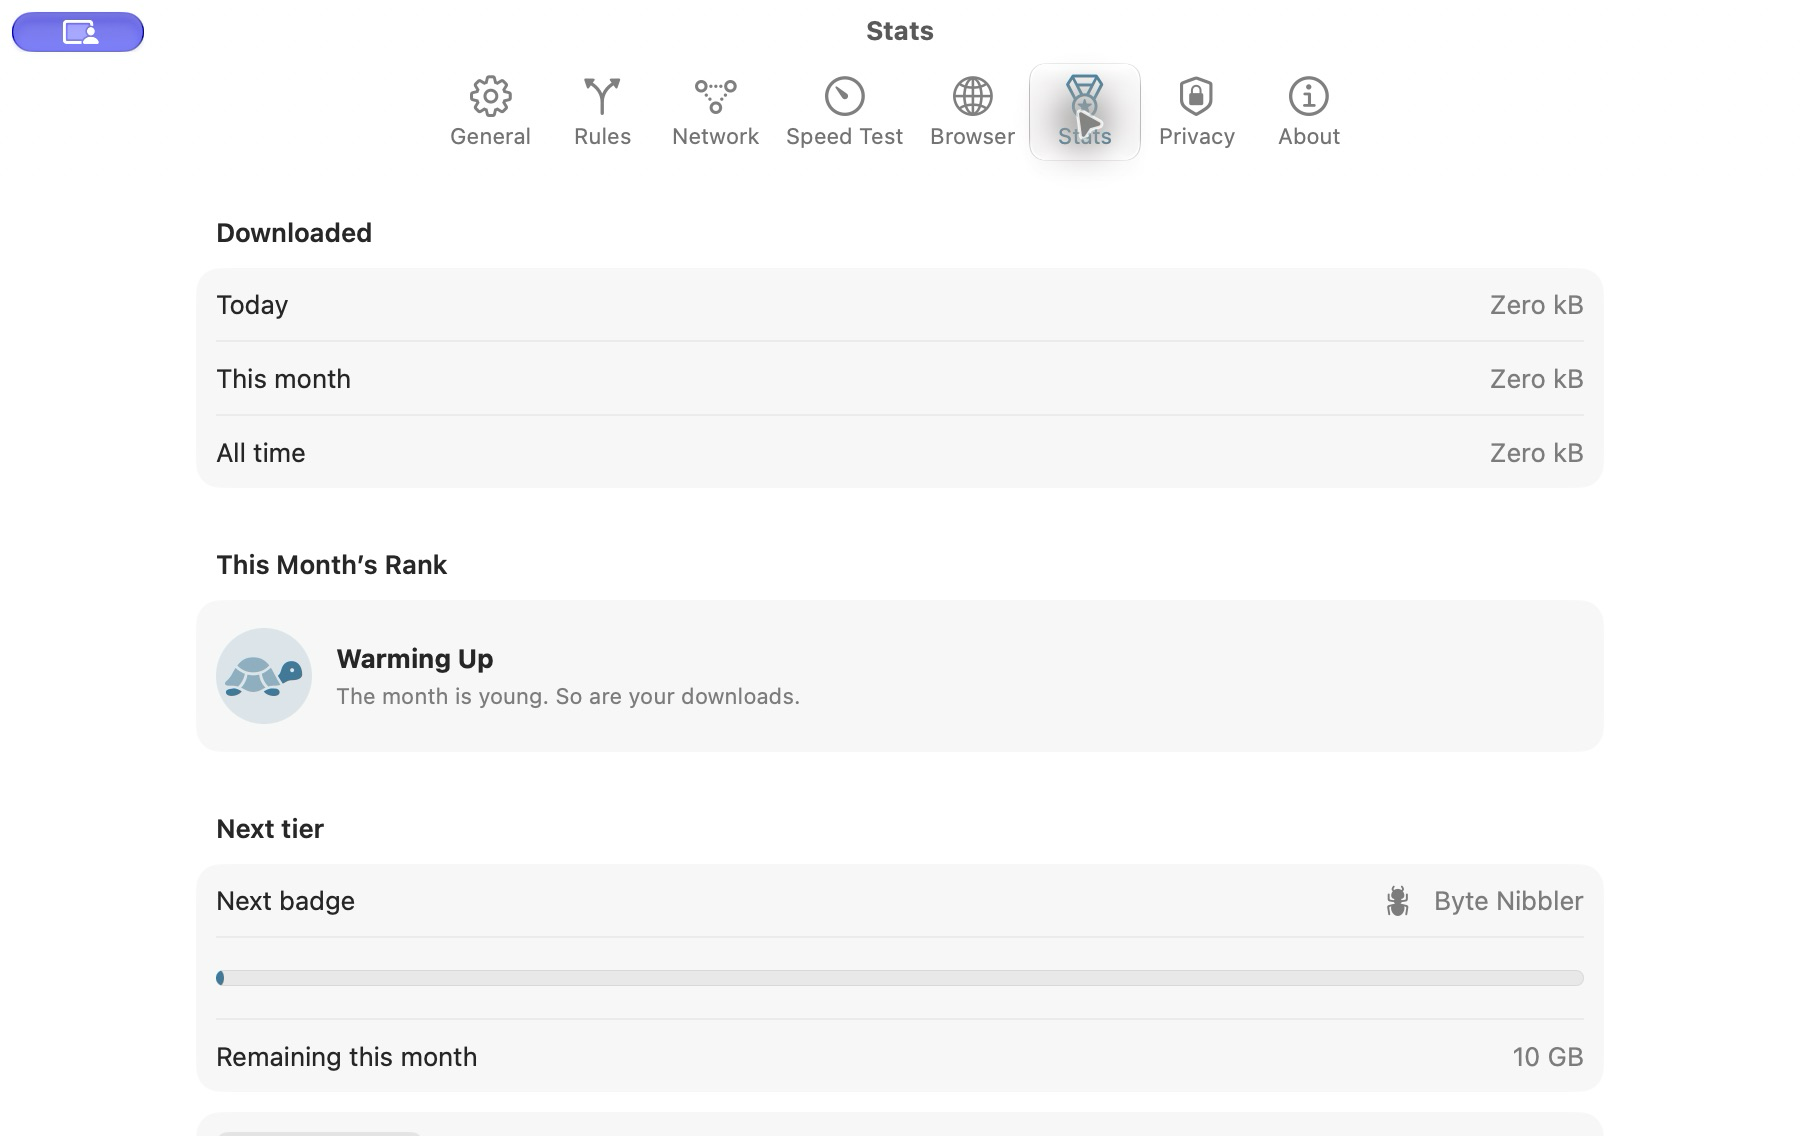 Stats
General
Rules
Network
Speed Test
Browser
Stats
Privacy
About
Downloaded
Today Zero kB
This month Zero kB
All time Zero kB
This Month’s Rank
Warming Up
The month is young. So are your downloads.
Next tier
Next badge Byte Nibbler
Remaining this month 10 GB